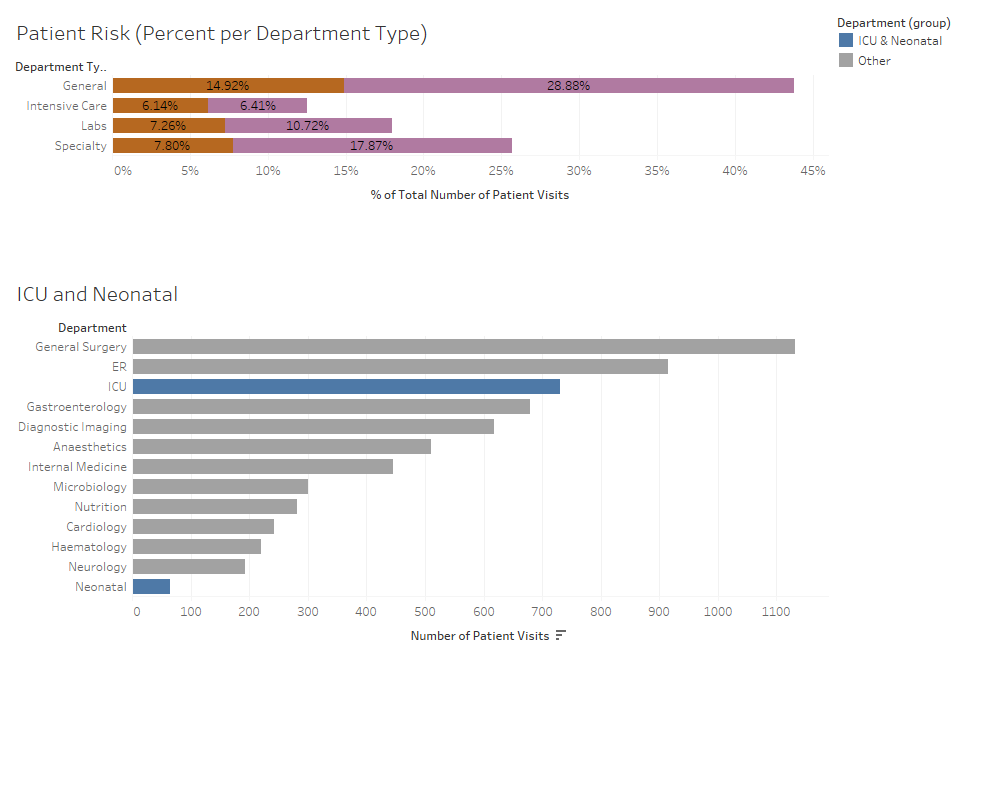 Patient Risk (Percent per Department Type)
Department (group)
ICU & Neonatal
Other
Department Ty..
General 14.92% 28.88%
Intensive Care 6.14% 6.41%
Labs 7.26% 10.72%
Specialty 7.80% 17.87%
0% 5% 10% 15% 20% 25% 30% 35% 40% 45%
% of Total Number of Patient Visits
ICU and Neonatal
Department
General Surgery
ER
ICU
Gastroenterology
Diagnostic Imaging
Anaesthetics
Internal Medicine
Microbiology
Nutrition
Cardiology
Haematology
Neurology
Neonatal
0 100 200 300 400 500 600 700 800 900 1000 1100
Number of Patient Visits